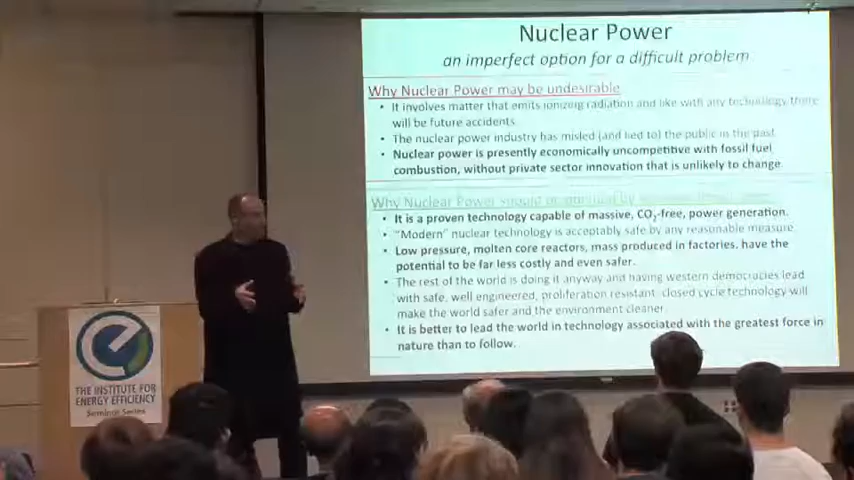 Nuclear Power
an imperfect option for a difficult problem
Why Nuclear Power may be undesirable
• It involves matter that emits ionizing radiation and like with any technology there
will be future accidents.
• The nuclear power industry has misled (and lied to) the public in the past.
• Nuclear power is presently economically uncompetitive with fossil fuel
combustion, without private sector innovation that is unlikely to change.
Why Nuclear Power should be pursued by
• It is a proven technology capable of massive, CO2-free, power generation.
• "Modern" nuclear technology is acceptably safe by any reasonable measure.
• Low pressure, molten core reactors, mass produced in factories, have the
potential to be far less costly and even safer.
• The rest of the world is doing it anyway and having western democracies lead
with safe, well engineered, proliferation resistant, closed cycle technology will
make the world safer and the environment cleaner.
• It is better to lead the world in technology associated with the greatest force in
nature than to follow.
THE INSTITUTE FOR
ENERGY EFFICIENCY
Seminar Series